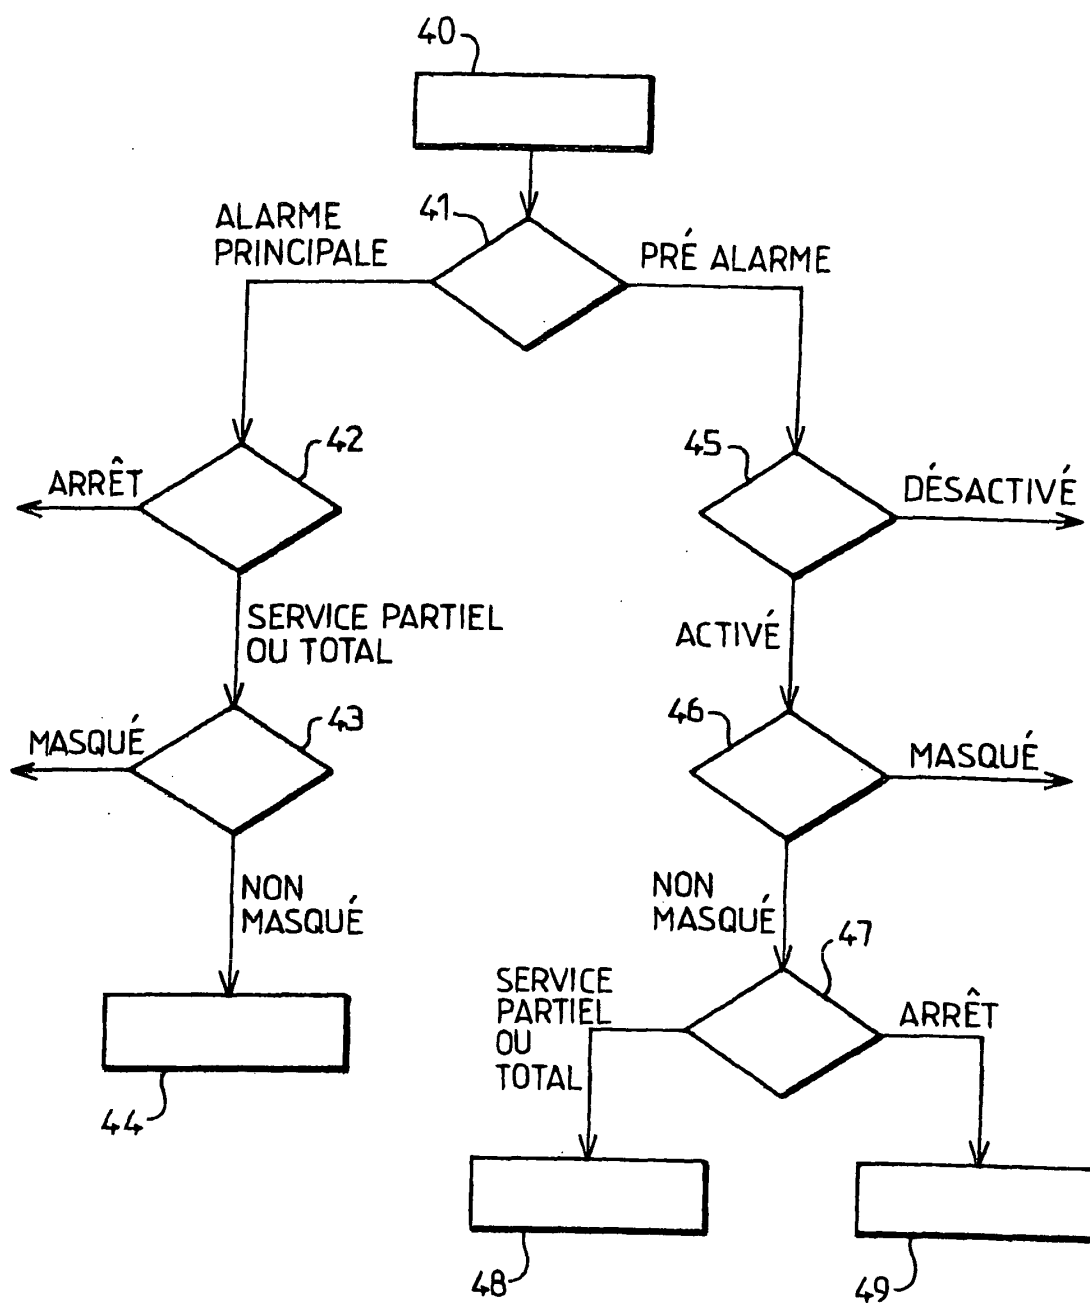 40
41
ALARME
PRINCIPALE
PRÉ ALARME
42
45
ARRÊT
DÉSACTIVÉ
SERVICE PARTIEL
OU TOTAL
ACTIVÉ
43
46
MASQUÉ
MASQUÉ
NON
MASQUÉ
NON
MASQUÉ
47
SERVICE
PARTIEL
OU
TOTAL
ARRÊT
44
48
49